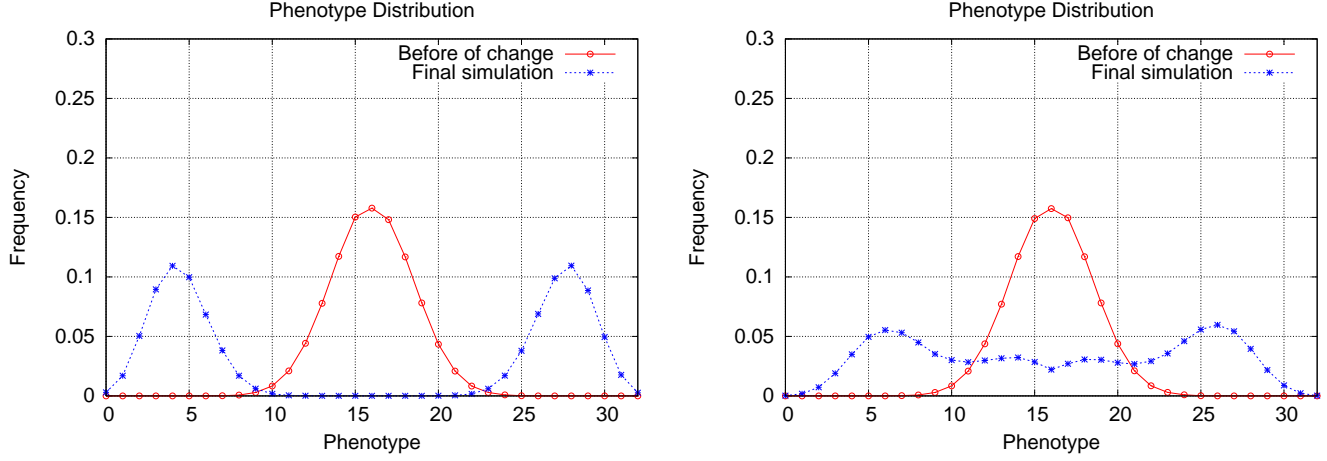 Phenotype Distribution
0.3
0.25
0.2
0.15
0.1
0.05
0
Frequency
Before of change
Final simulation
0 5 10 15 20 25 30
Phenotype
Phenotype Distribution
0.3
0.25
0.2
0.15
0.1
0.05
0
Frequency
Before of change
Final simulation
0 5 10 15 20 25 30
Phenotype